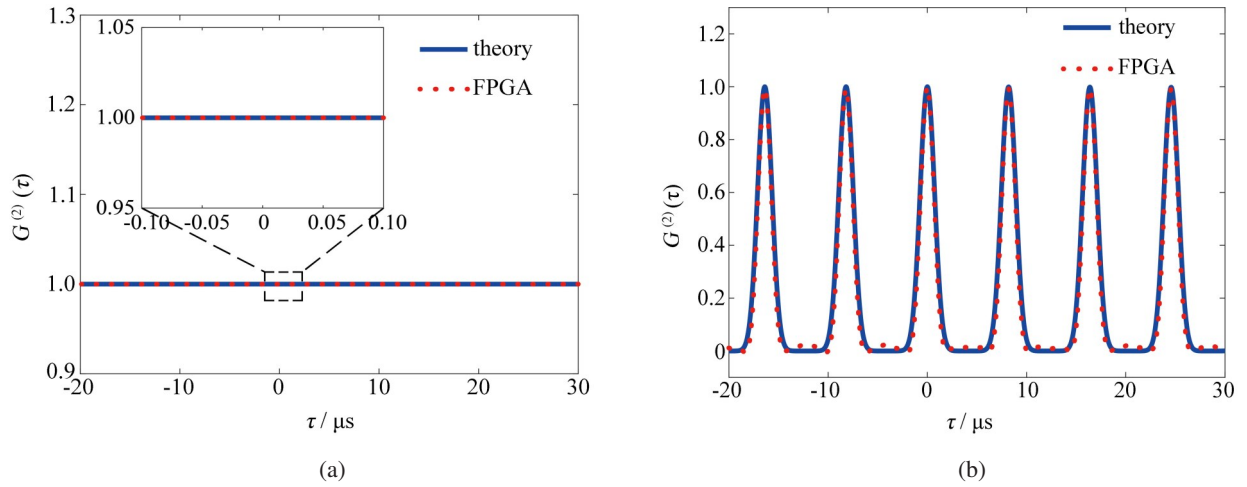 1.3
1.2
1.1
1.0
0.9
G (2) (τ)
1.05
1.00
0.95
-0.10 -0.05 0 0.05 0.10
theory
FPGA
-20 -10 0 10 20 30
τ / μs
(a)
1.2
1.0
0.8
0.6
0.4
0.2
0
G (2) (τ)
theory
FPGA
-20 -10 0 10 20 30
τ / μs
(b)